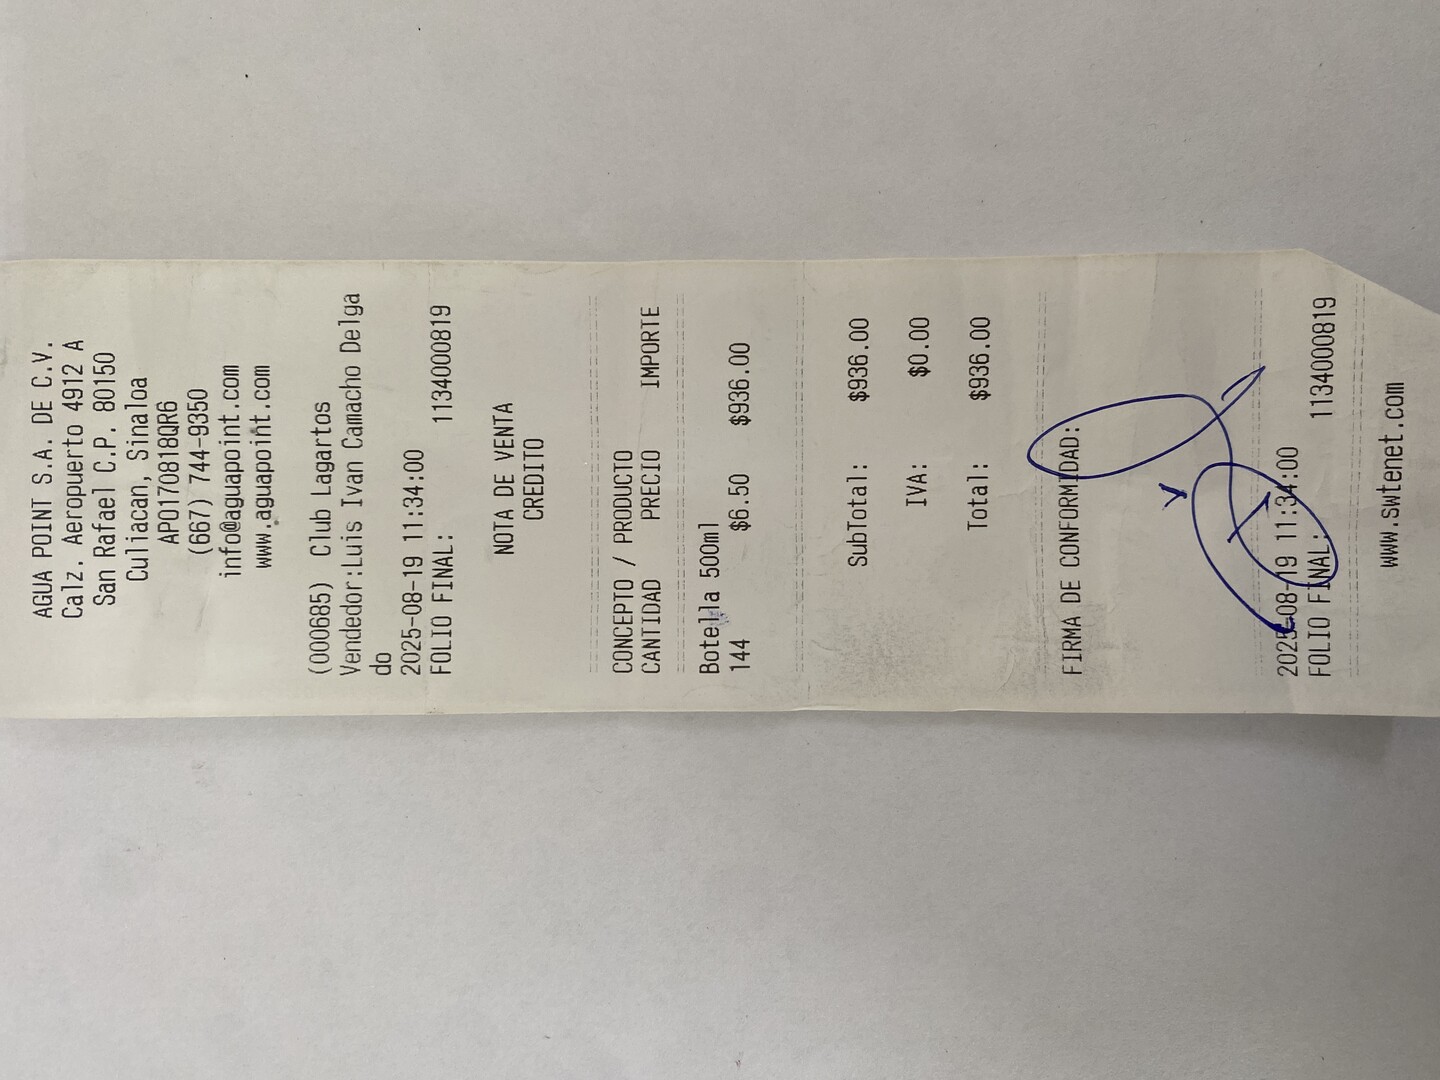 AGUA POINT S.A. DE C.V.
Calz. Aeropuerto 4912 A
San Rafael C.P. 80150
Culiacan, Sinaloa
APO170818QR6
(667) 744-9350
info@aguapoint.com
www.aguapoint.com
(000685) Club Lagartos
Vendedor:Luis Ivan Camacho Delga
do
2025-08-19 11:34:00
FOLIO FINAL: 1134000819
NOTA DE VENTA
CREDITO
CONCEPTO / PRODUCTO
CANTIDAD PRECIO IMPORTE
Botella 500ml
144 $6.50 $936.00
SubTotal: $936.00
IVA: $0.00
Total: $936.00
FIRMA DE CONFORMIDAD:
2025-08-19 11:34:00
FOLIO FINAL: 1134000819
www.swtenet.com